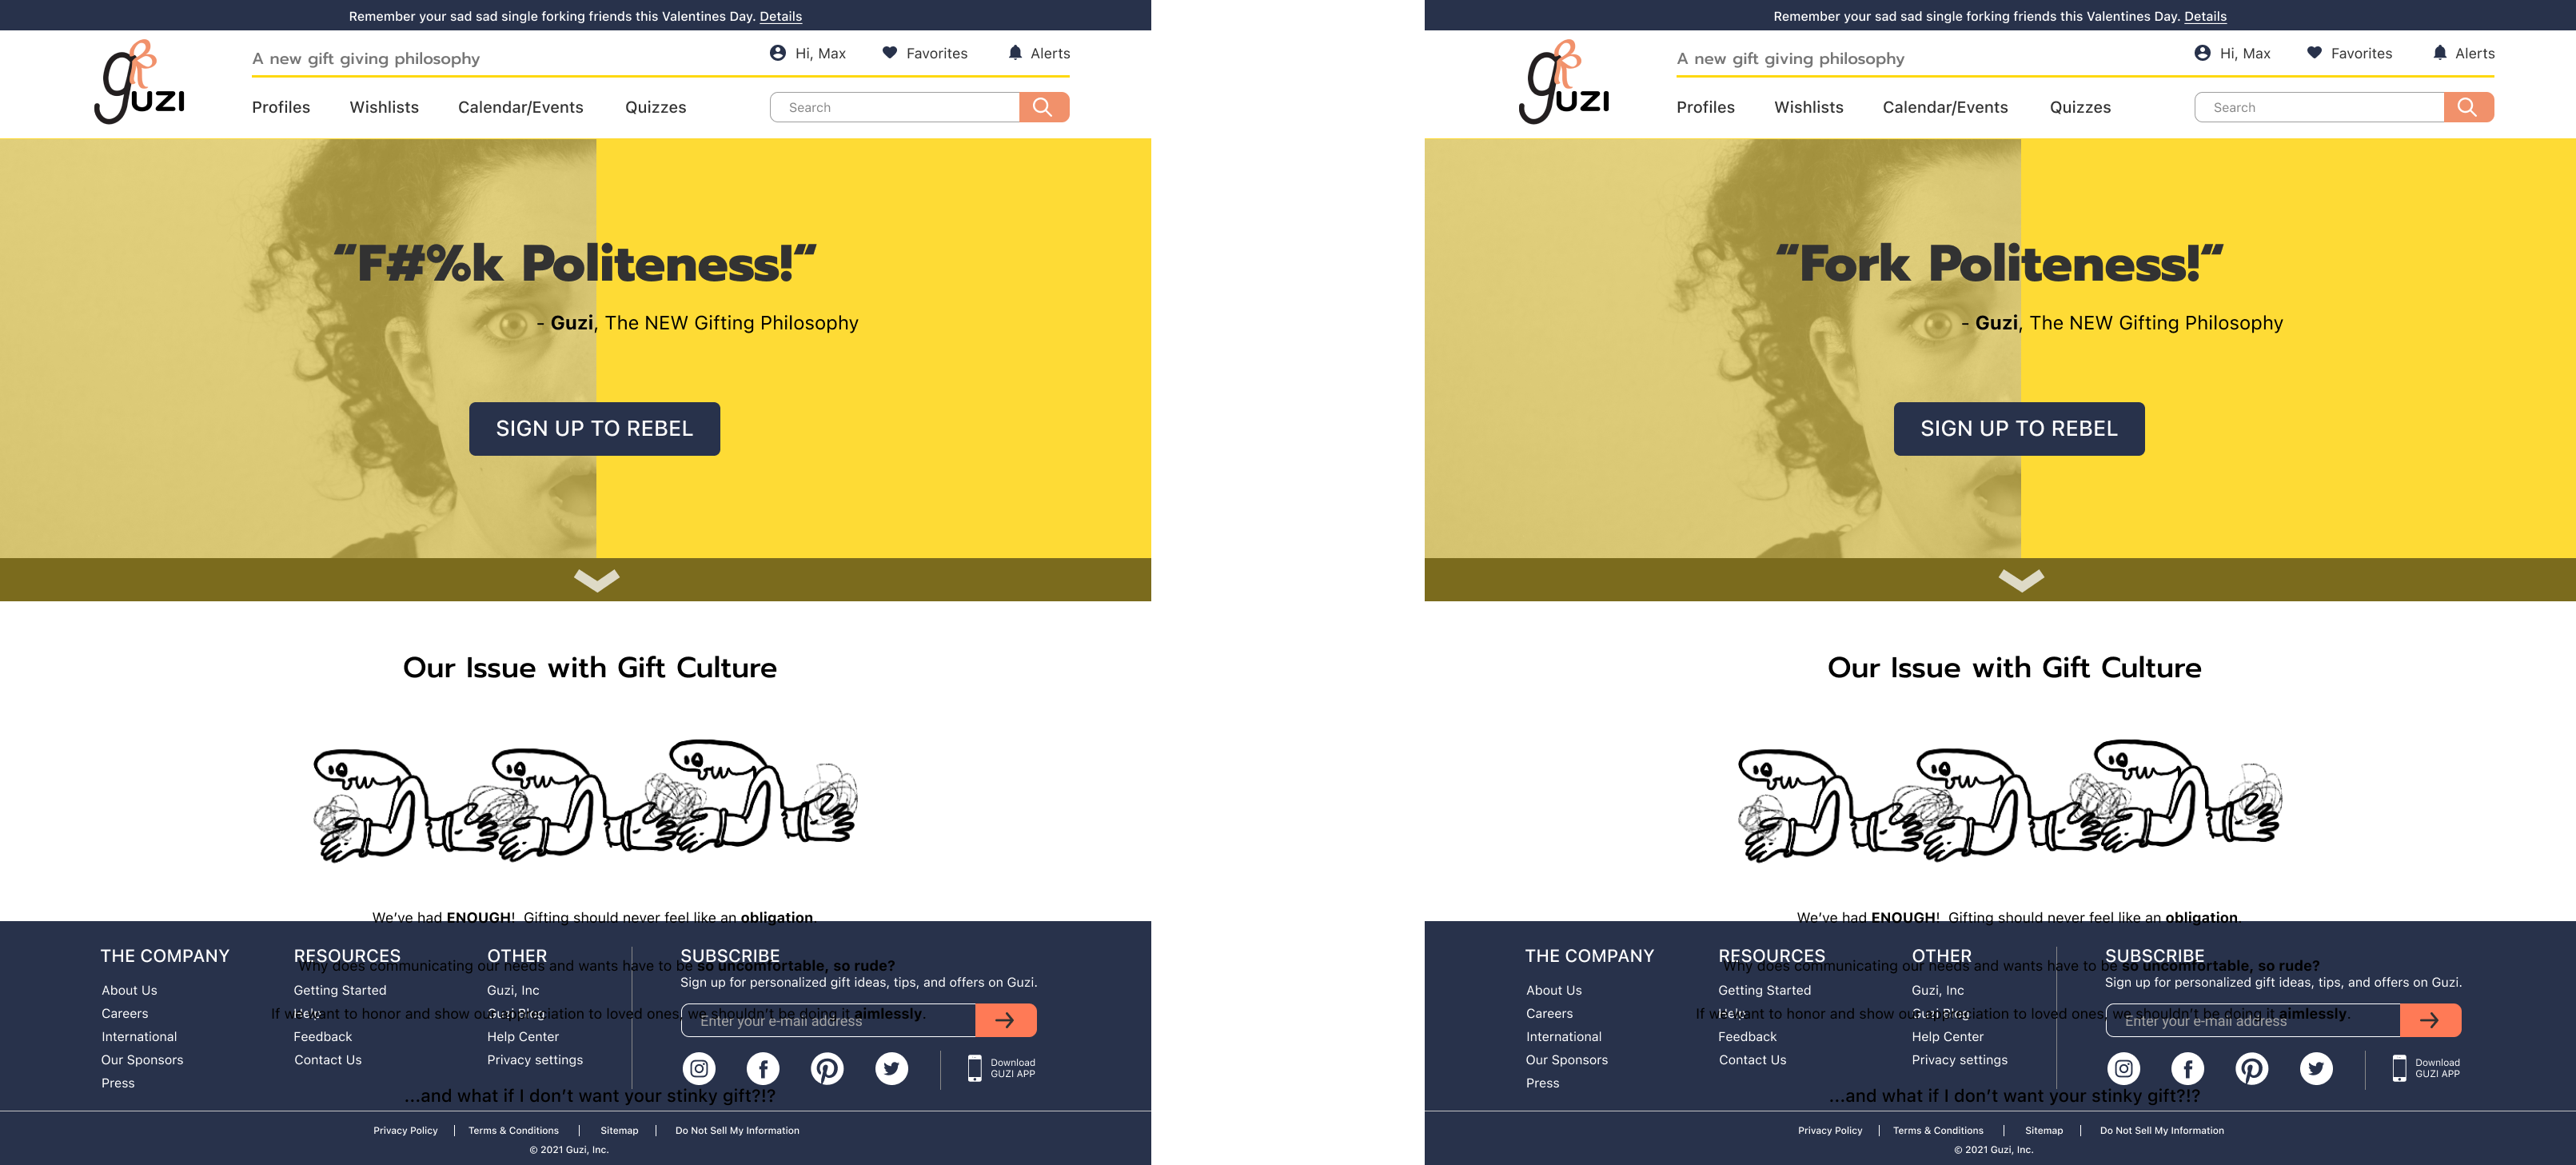 Remember your sad sad single forking friends this Valentines Day. Details
guzi
A new gift giving philosophy
Hi, Max
Favorites
Alerts
Profiles
Wishlists
Calendar/Events
Quizzes
Search
“F#%k Politeness!“
- Guzi, The NEW Gifting Philosophy
SIGN UP TO REBEL
Our Issue with Gift Culture
We’ve had ENOUGH!  Gifting should never feel like an obligation.
THE COMPANY
About Us
Careers
International
Our Sponsors
Press
RESOURCES
Getting Started
Help
Feedback
Contact Us
OTHER
Guzi, Inc
Guzi Blog
Help Center
Privacy settings
SUBSCRIBE
Sign up for personalized gift ideas, tips, and offers on Guzi.
Enter your e-mail address
Download
GUZI APP
Why does communicating our needs and wants have to be so uncomfortable, so rude?
If we want to honor and show our appreciation to loved ones, we shouldn’t be doing it aimlessly.
...and what if I don’t want your stinky gift?!?
Privacy Policy | Terms & Conditions | Sitemap | Do Not Sell My Information
© 2021 Guzi, Inc.
Remember your sad sad single forking friends this Valentines Day. Details
guzi
A new gift giving philosophy
Hi, Max
Favorites
Alerts
Profiles
Wishlists
Calendar/Events
Quizzes
Search
“Fork Politeness!“
- Guzi, The NEW Gifting Philosophy
SIGN UP TO REBEL
Our Issue with Gift Culture
We’ve had ENOUGH!  Gifting should never feel like an obligation.
THE COMPANY
About Us
Careers
International
Our Sponsors
Press
RESOURCES
Getting Started
Help
Feedback
Contact Us
OTHER
Guzi, Inc
Guzi Blog
Help Center
Privacy settings
SUBSCRIBE
Sign up for personalized gift ideas, tips, and offers on Guzi.
Enter your e-mail address
Download
GUZI APP
Why does communicating our needs and wants have to be so uncomfortable, so rude?
If we want to honor and show our appreciation to loved ones, we shouldn’t be doing it aimlessly.
...and what if I don’t want your stinky gift?!?
Privacy Policy | Terms & Conditions | Sitemap | Do Not Sell My Information
© 2021 Guzi, Inc.